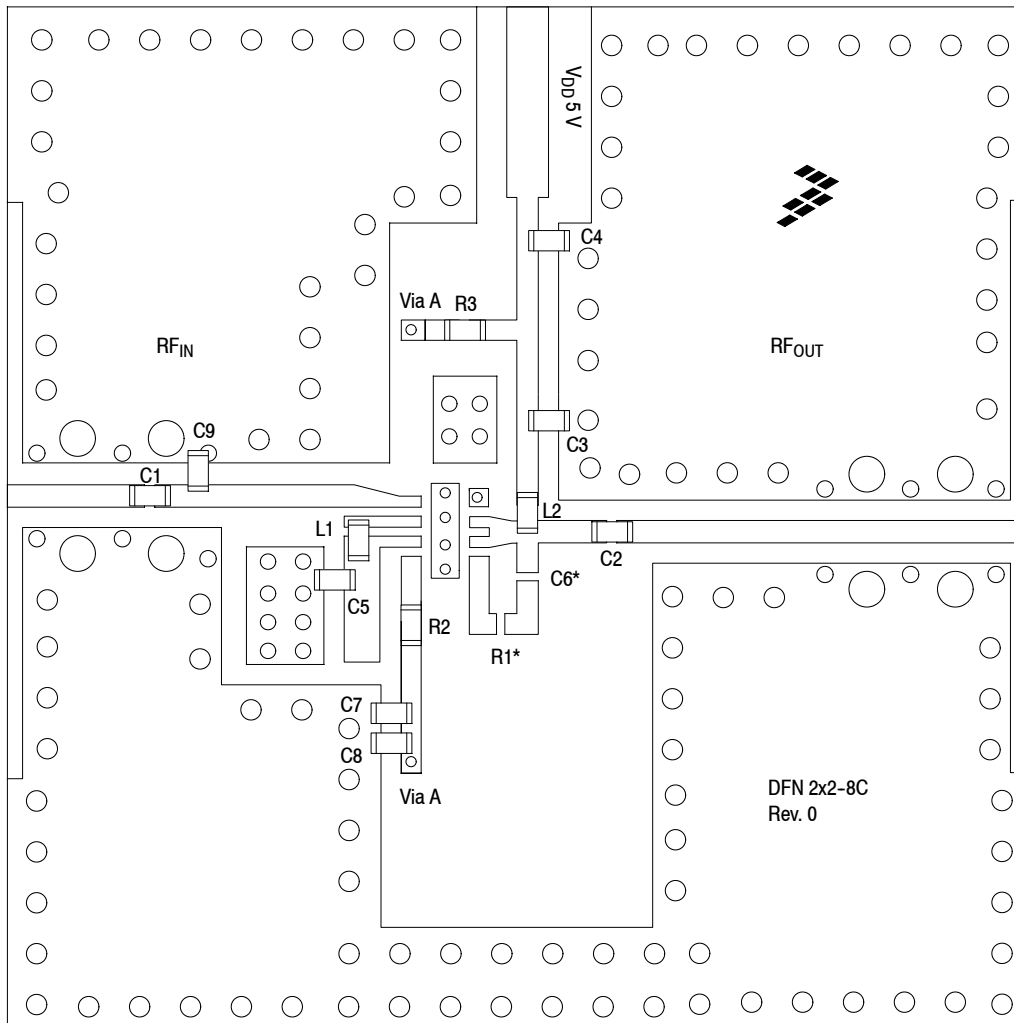 VDD 5 V
C4
Via A
R3
RFIN
RFOUT
C9
C3
C1
L1
L2
C2
C5
C6*
R2
R1*
C7
C8
Via A
DFN 2x2-8C
Rev. 0